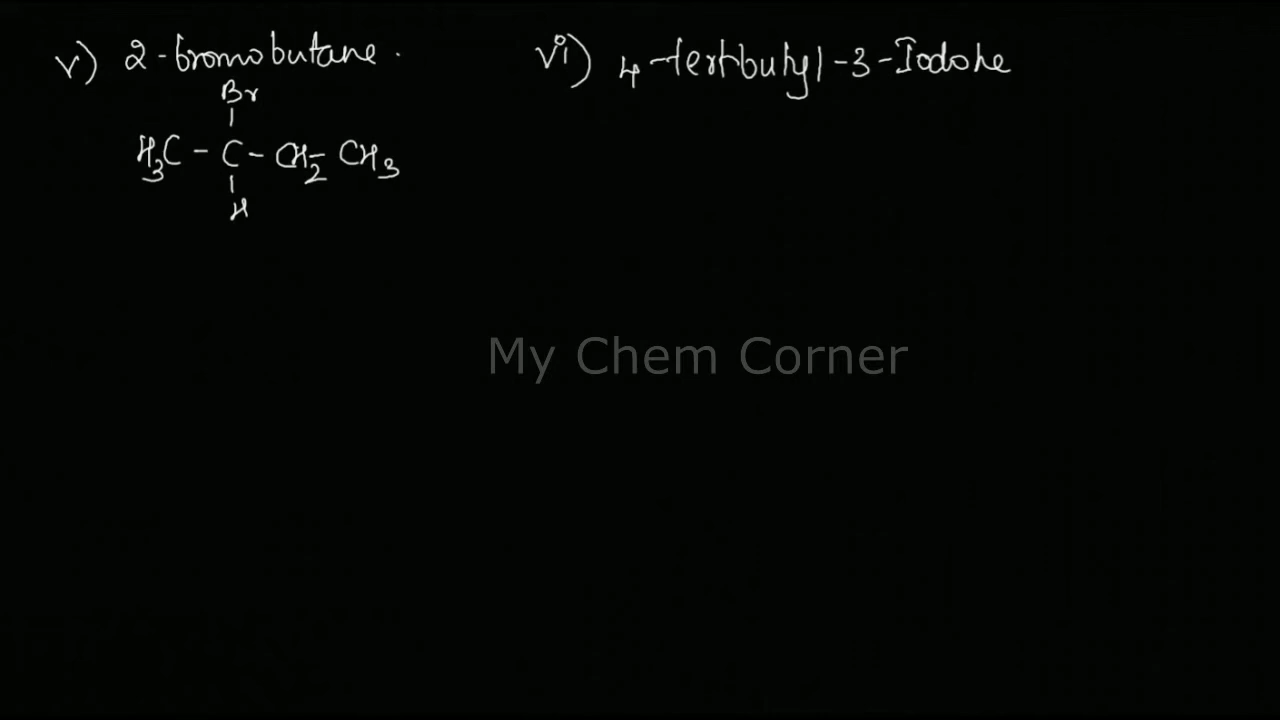 v) 2-bromobutane.
Br
H3C - C - CH2 - CH3
H
vi) 4-tertbutyl-3-Iodohe
My Chem Corner